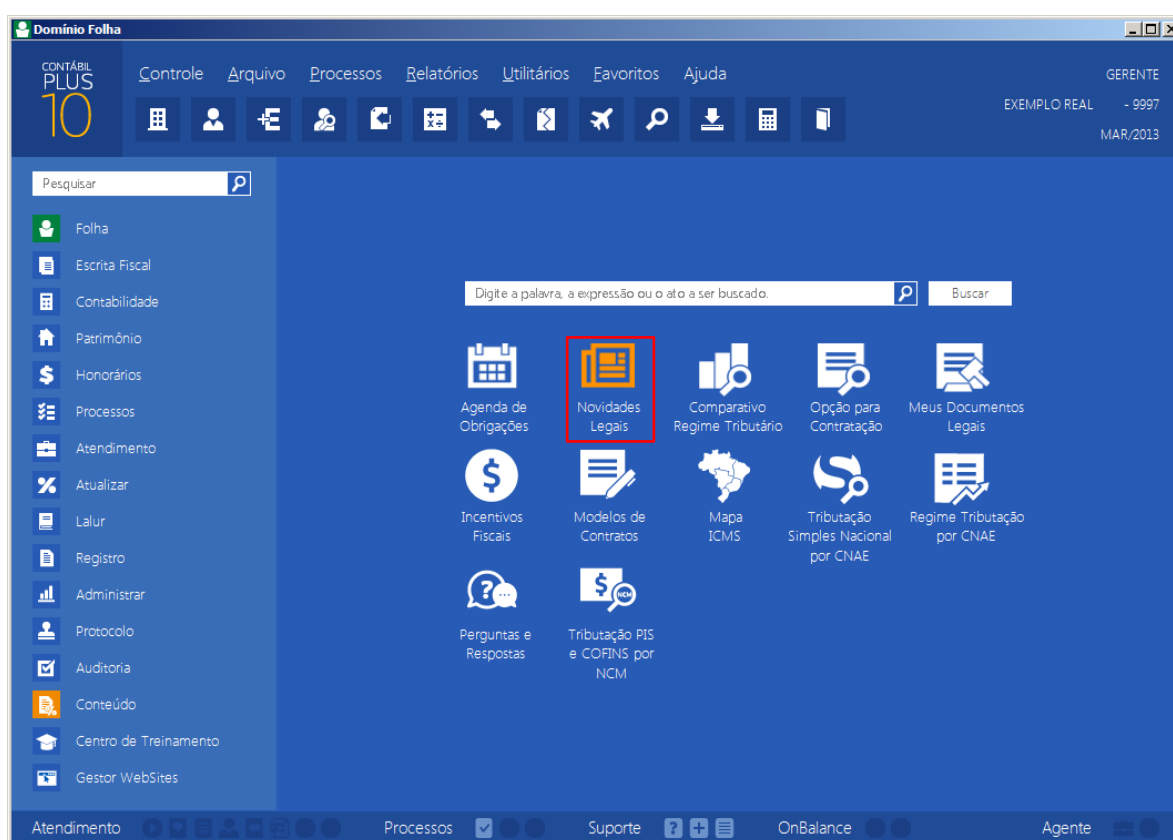 Domínio Folha
CONTÁBIL
PLUS
10
Controle Arquivo Processos Relatórios Utilitários Favoritos Ajuda
GERENTE
EXEMPLO REAL - 9997
MAR/2013
Pesquisar
Folha
Escrita Fiscal
Contabilidade
Patrimônio
Honorários
Processos
Atendimento
Atualizar
Lalur
Registro
Administrar
Protocolo
Auditoria
Conteúdo
Centro de Treinamento
Gestor WebSites
Digite a palavra, a expressão ou o ato a ser buscado.
Buscar
Agenda de
Obrigações
Novidades
Legais
Comparativo
Regime Tributário
Opção para
Contratação
Meus Documentos
Legais
$
Incentivos
Fiscais
Modelos de
Contratos
Mapa
ICMS
Tributação
Simples Nacional
por CNAE
Regime Tributação
por CNAE
?
Perguntas e
Respostas
$ NCM
Tributação PIS
e COFINS por
NCM
Atendimento Processos Suporte OnBalance Agente